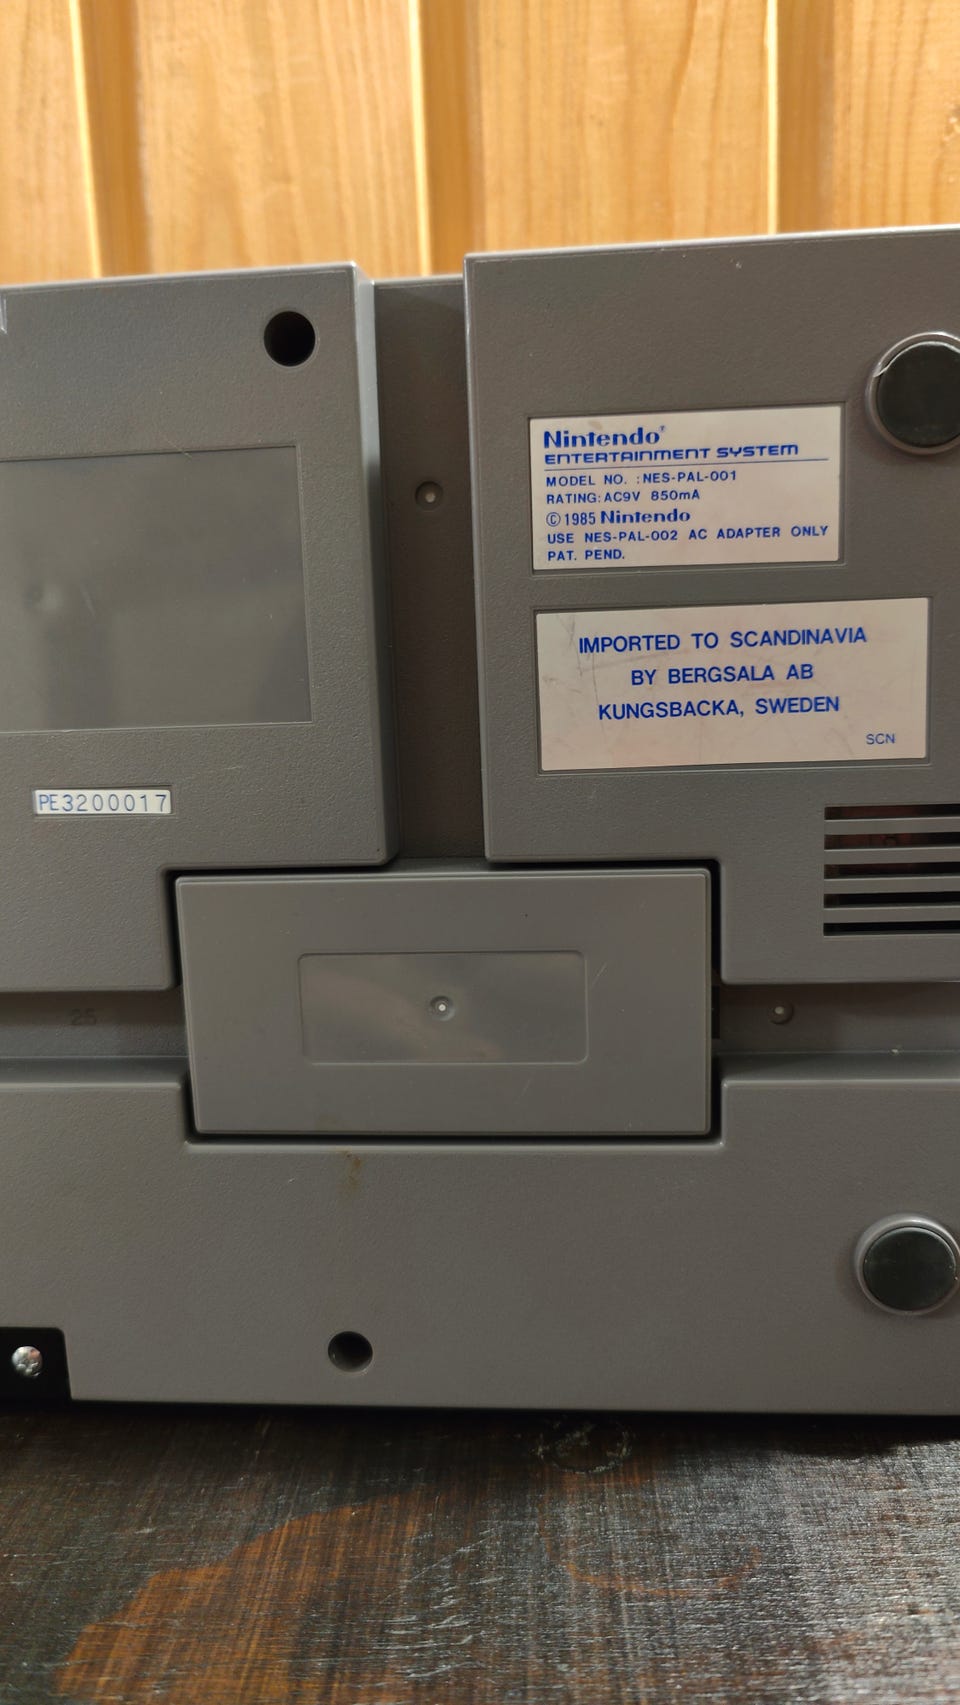 Nintendo®
ENTERTAINMENT SYSTEM
MODEL NO. :NES-PAL-001
RATING:AC9V 850mA
©1985 Nintendo
USE NES-PAL-002 AC ADAPTER ONLY
PAT. PEND.
IMPORTED TO SCANDINAVIA
BY BERGSALA AB
KUNGSBACKA, SWEDEN
SCN
PE3200017
25